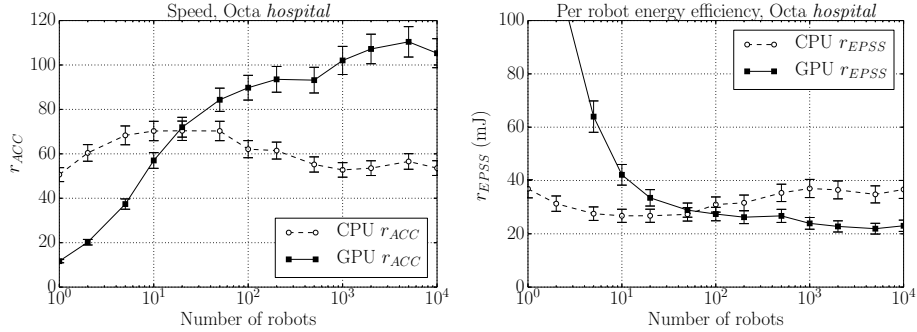 Speed, Octa hospital
r_ACC
120
100
80
60
40
20
0
CPU r_ACC
GPU r_ACC
10^0 10^1 10^2 10^3 10^4
Number of robots
Per robot energy efficiency, Octa hospital
r_EPSS (mJ)
100
80
60
40
20
0
CPU r_EPSS
GPU r_EPSS
10^0 10^1 10^2 10^3 10^4
Number of robots